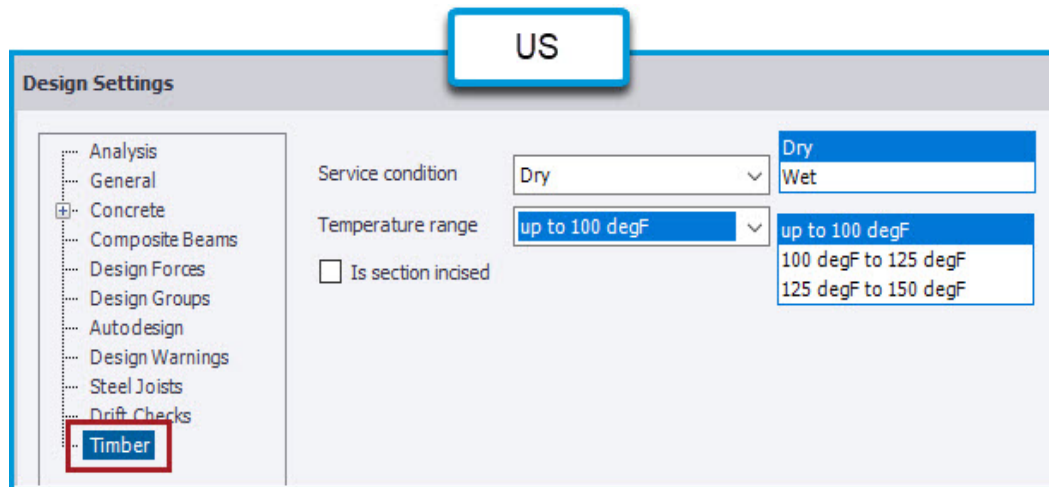 US
Design Settings
Analysis
General
Concrete
Composite Beams
Design Forces
Design Groups
Autodesign
Design Warnings
Steel Joists
Drift Checks
Timber
Service condition
Dry
Dry
Wet
Temperature range
up to 100 degF
up to 100 degF
100 degF to 125 degF
125 degF to 150 degF
Is section incised